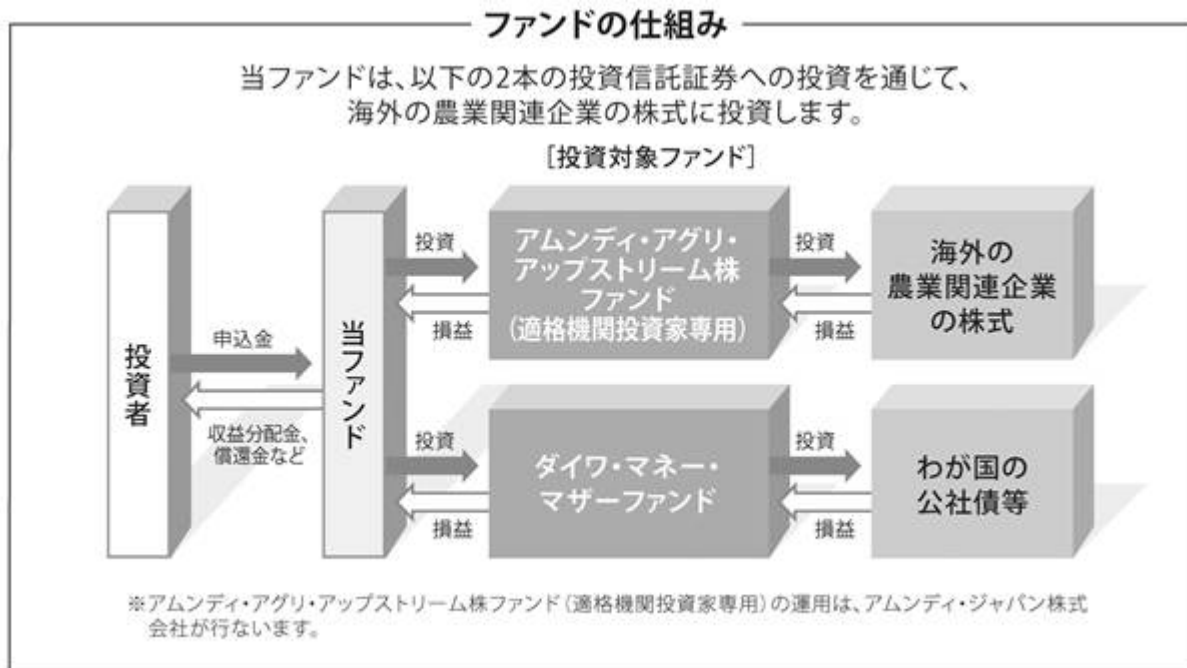 ファンドの仕組み
当ファンドは、以下の2本の投資信託証券への投資を通じて、
海外の農業関連企業の株式に投資します。
［投資対象ファンド］
投資者
申込金
収益分配金、
償還金など
当ファンド
投資
損益
アムンディ・アグリ・
アップストリーム株
ファンド
(適格機関投資家専用)
投資
損益
海外の
農業関連企業
の株式
投資
損益
ダイワ・マネー・
マザーファンド
投資
損益
わが国の
公社債等
※アムンディ・アグリ・アップストリーム株ファンド(適格機関投資家専用)の運用は、アムンディ・ジャパン株式
会社が行ないます。